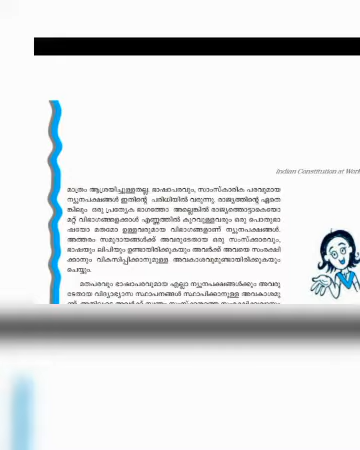 Indian Constitution at Work
മാത്രം ആശ്രയിച്ചുള്ളതല്ല. ഭാഷാപരവും, സാംസ്കാരിക പരവുമായ
ന്യൂനപക്ഷങ്ങൾ ഇതിന്റെ പരിധിയിൽ വരുന്നു. രാജ്യത്തിന്റെ ഏതെ
ങ്കിലും ഒരു പ്രത്യേക ഭാഗത്തോ അല്ലെങ്കിൽ രാജ്യത്തൊട്ടാകെയോ
മറ്റ് വിഭാഗങ്ങളേക്കാൾ എണ്ണത്തിൽ കുറവുള്ളവരും ഒരു പൊതുഭാ
ഷയോ മതമോ ഉള്ളവരുമായ വിഭാഗങ്ങളാണ് ന്യൂനപക്ഷങ്ങൾ.
അത്തരം സമുദായങ്ങൾക്ക് അവരുടേതായ ഒരു സംസ്ക്കാരവും,
ഭാഷയും ലിപിയും ഉണ്ടായിരിക്കുകയും അവർക്ക് അവയെ സംരക്ഷി
ക്കാനും വികസിപ്പിക്കാനുമുള്ള അവകാശവുമുണ്ടായിരിക്കുകയും
ചെയ്യും.
മതപരവും ഭാഷാപരവുമായ എല്ലാ ന്യൂനപക്ഷങ്ങൾക്കും അവരു
ടേതായ വിദ്യാഭ്യാസ സ്ഥാപനങ്ങൾ സ്ഥാപിക്കാനുള്ള അവകാശമു